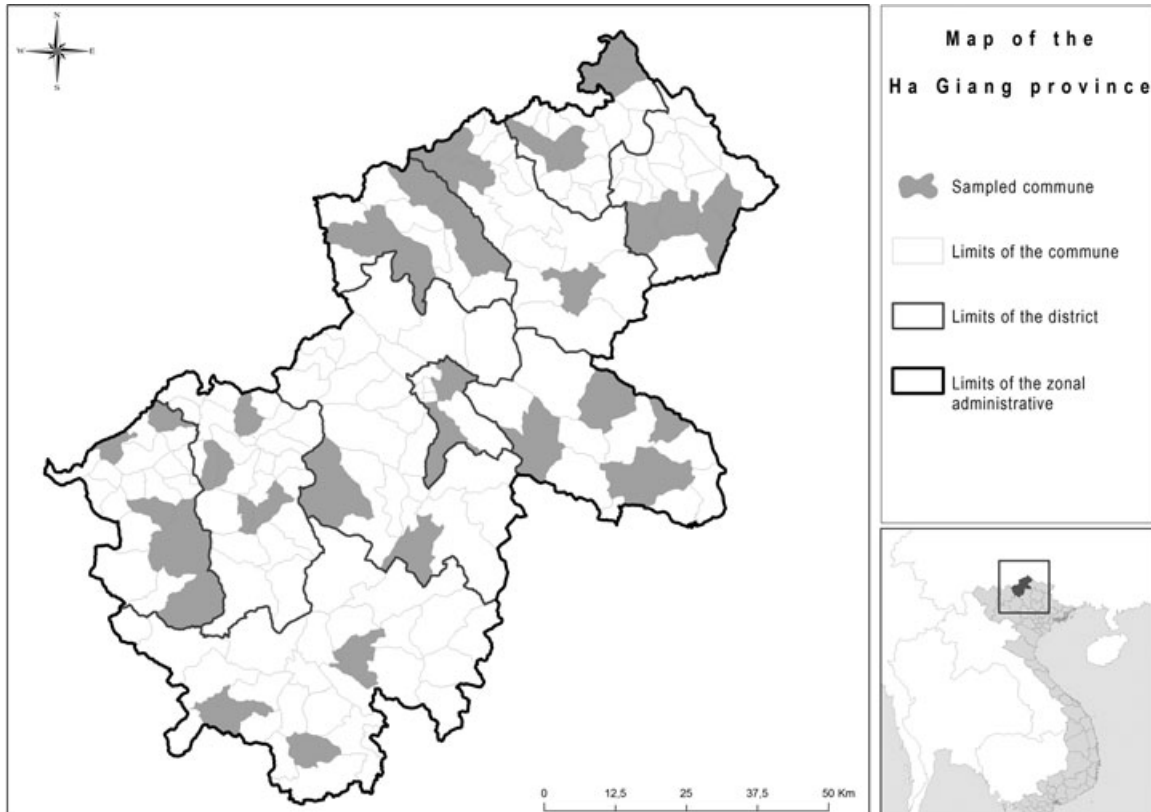 N
W E
S
Map of the
Ha Giang province
Sampled commune
Limits of the commune
Limits of the district
Limits of the zonal
administrative
0 12,5 25 37,5 50 Km